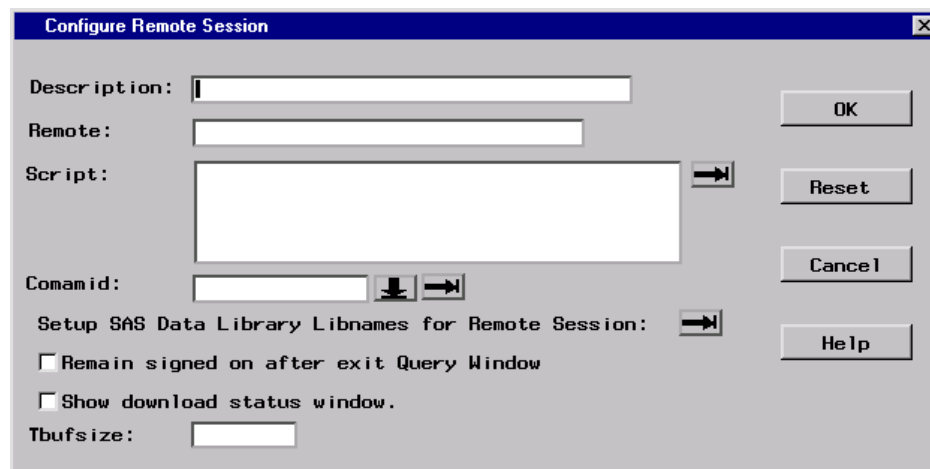 Configure Remote Session
Description:
OK
Remote:
Script:
Reset
Cancel
Comamid:
Setup SAS Data Library Libnames for Remote Session:
Help
Remain signed on after exit Query Window
Show download status window.
Tbufsize: